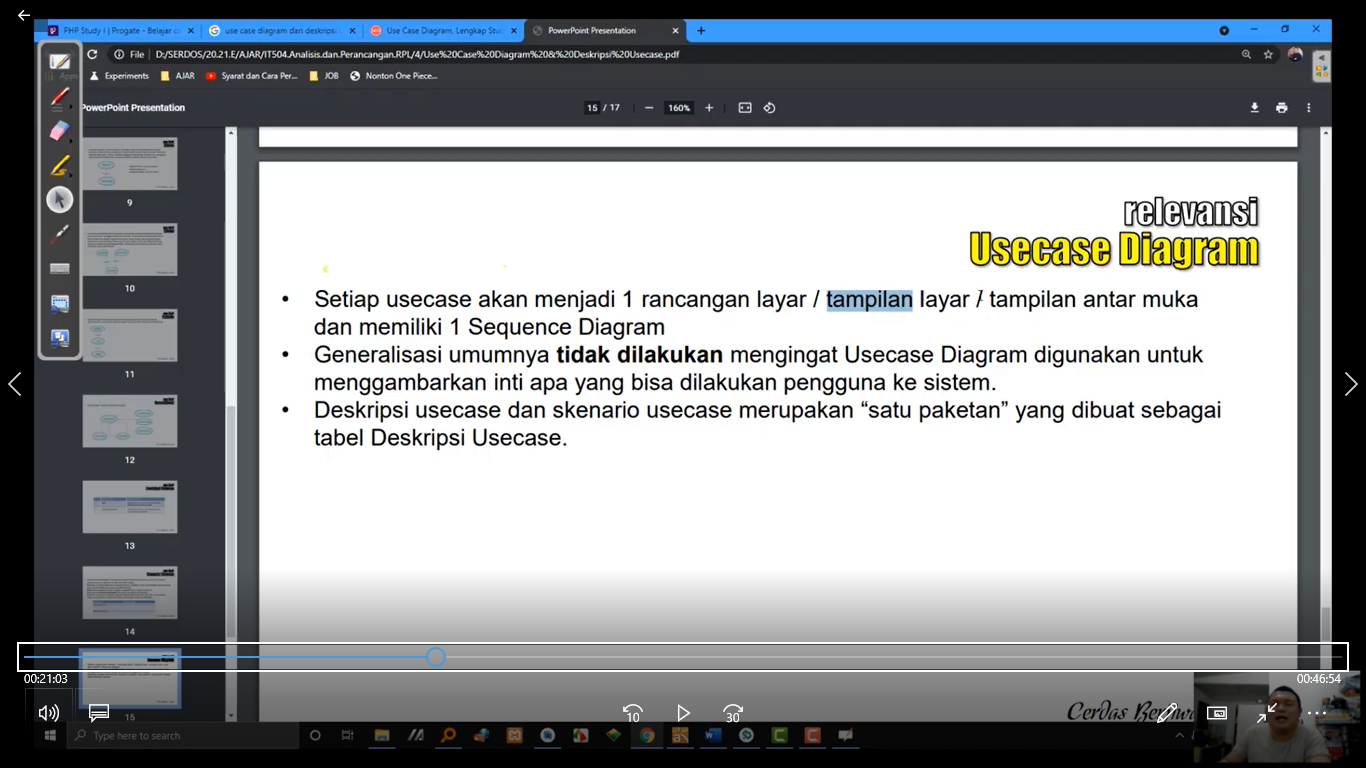 PHP Study I | Progate - Belajar c
use case diagram dan deskripsi
Use Case Diagram, Lengkap Stu
PowerPoint Presentation
File
D:/SERDOS/20.21.E/AJAR/IT504.Analisis.dan.Perancangan.RPL/4/Use%20Case%20Diagram%20&%20Deskripsi%20Usecase.pdf
Apps
Experiments
AJAR
Syarat dan Cara Per...
JOB
Nonton One Piece...
PowerPoint Presentation
15 / 17
160%
9
10
11
12
13
14
15
relevansi
Usecase Diagram
• Setiap usecase akan menjadi 1 rancangan layar / tampilan layar / tampilan antar muka
dan memiliki 1 Sequence Diagram
• Generalisasi umumnya tidak dilakukan mengingat Usecase Diagram digunakan untuk
menggambarkan inti apa yang bisa dilakukan pengguna ke sistem.
• Deskripsi usecase dan skenario usecase merupakan “satu paketan” yang dibuat sebagai
tabel Deskripsi Usecase.
00:21:03
00:46:54
10
30
Cerdas
Type here to search